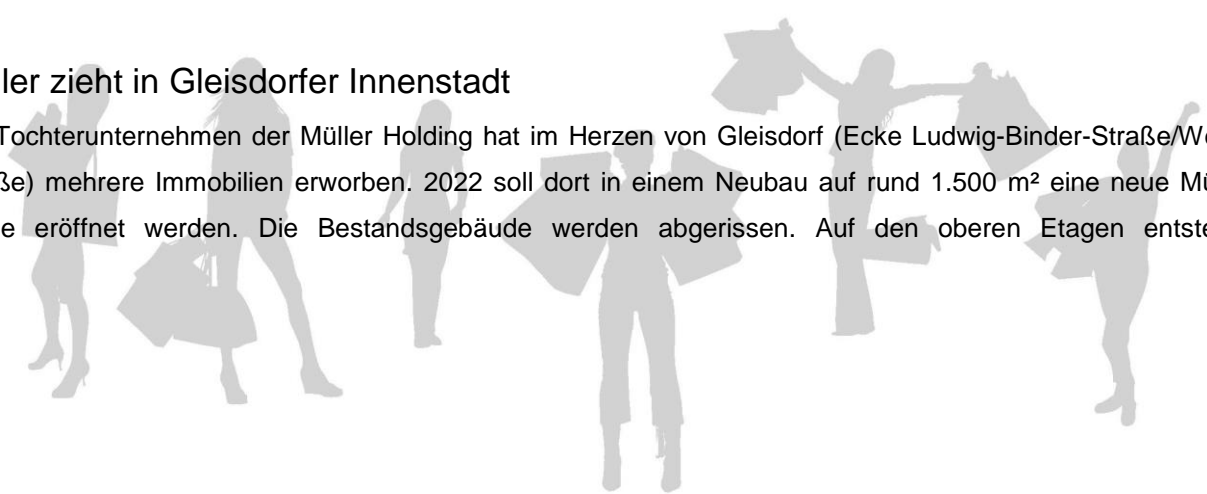 ler zieht in Gleisdorfer Innenstadt
Tochterunternehmen der Müller Holding hat im Herzen von Gleisdorf (Ecke Ludwig-Binder-Straße/W
ße) mehrere Immobilien erworben. 2022 soll dort in einem Neubau auf rund 1.500 m² eine neue Mü
e eröffnet werden. Die Bestandsgebäude werden abgerissen. Auf den oberen Etagen entste